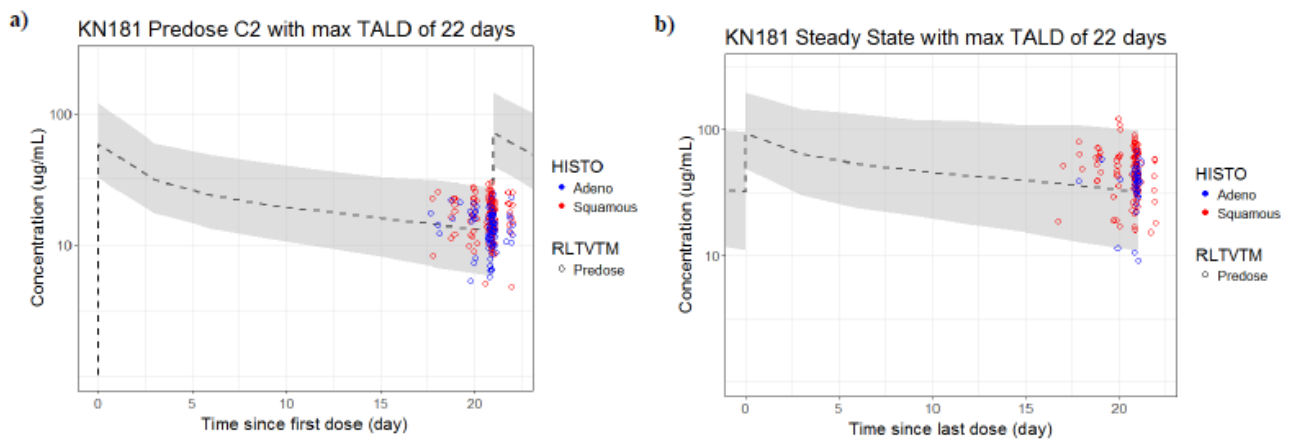 a)
KN181 Predose C2 with max TALD of 22 days
Concentration (ug/mL)
100
10
0
5
10
15
20
Time since first dose (day)
HISTO
Adeno
Squamous
RLTVTM
Predose
b)
KN181 Steady State with max TALD of 22 days
Concentration (ug/mL)
100
10
0
5
10
15
20
Time since last dose (day)
HISTO
Adeno
Squamous
RLTVTM
Predose